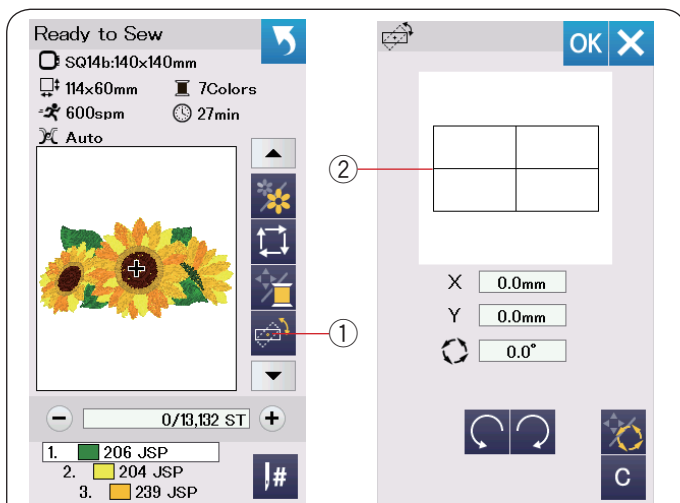 Ready to Sew
SQ14b:140x140mm
114x60mm 7Colors
600spm 27min
Auto
①
0/13,132 ST
1. 206 JSP
2. 204 JSP
3. 239 JSP
#
OK
②
X 0.0mm
Y 0.0mm
0.0°
C